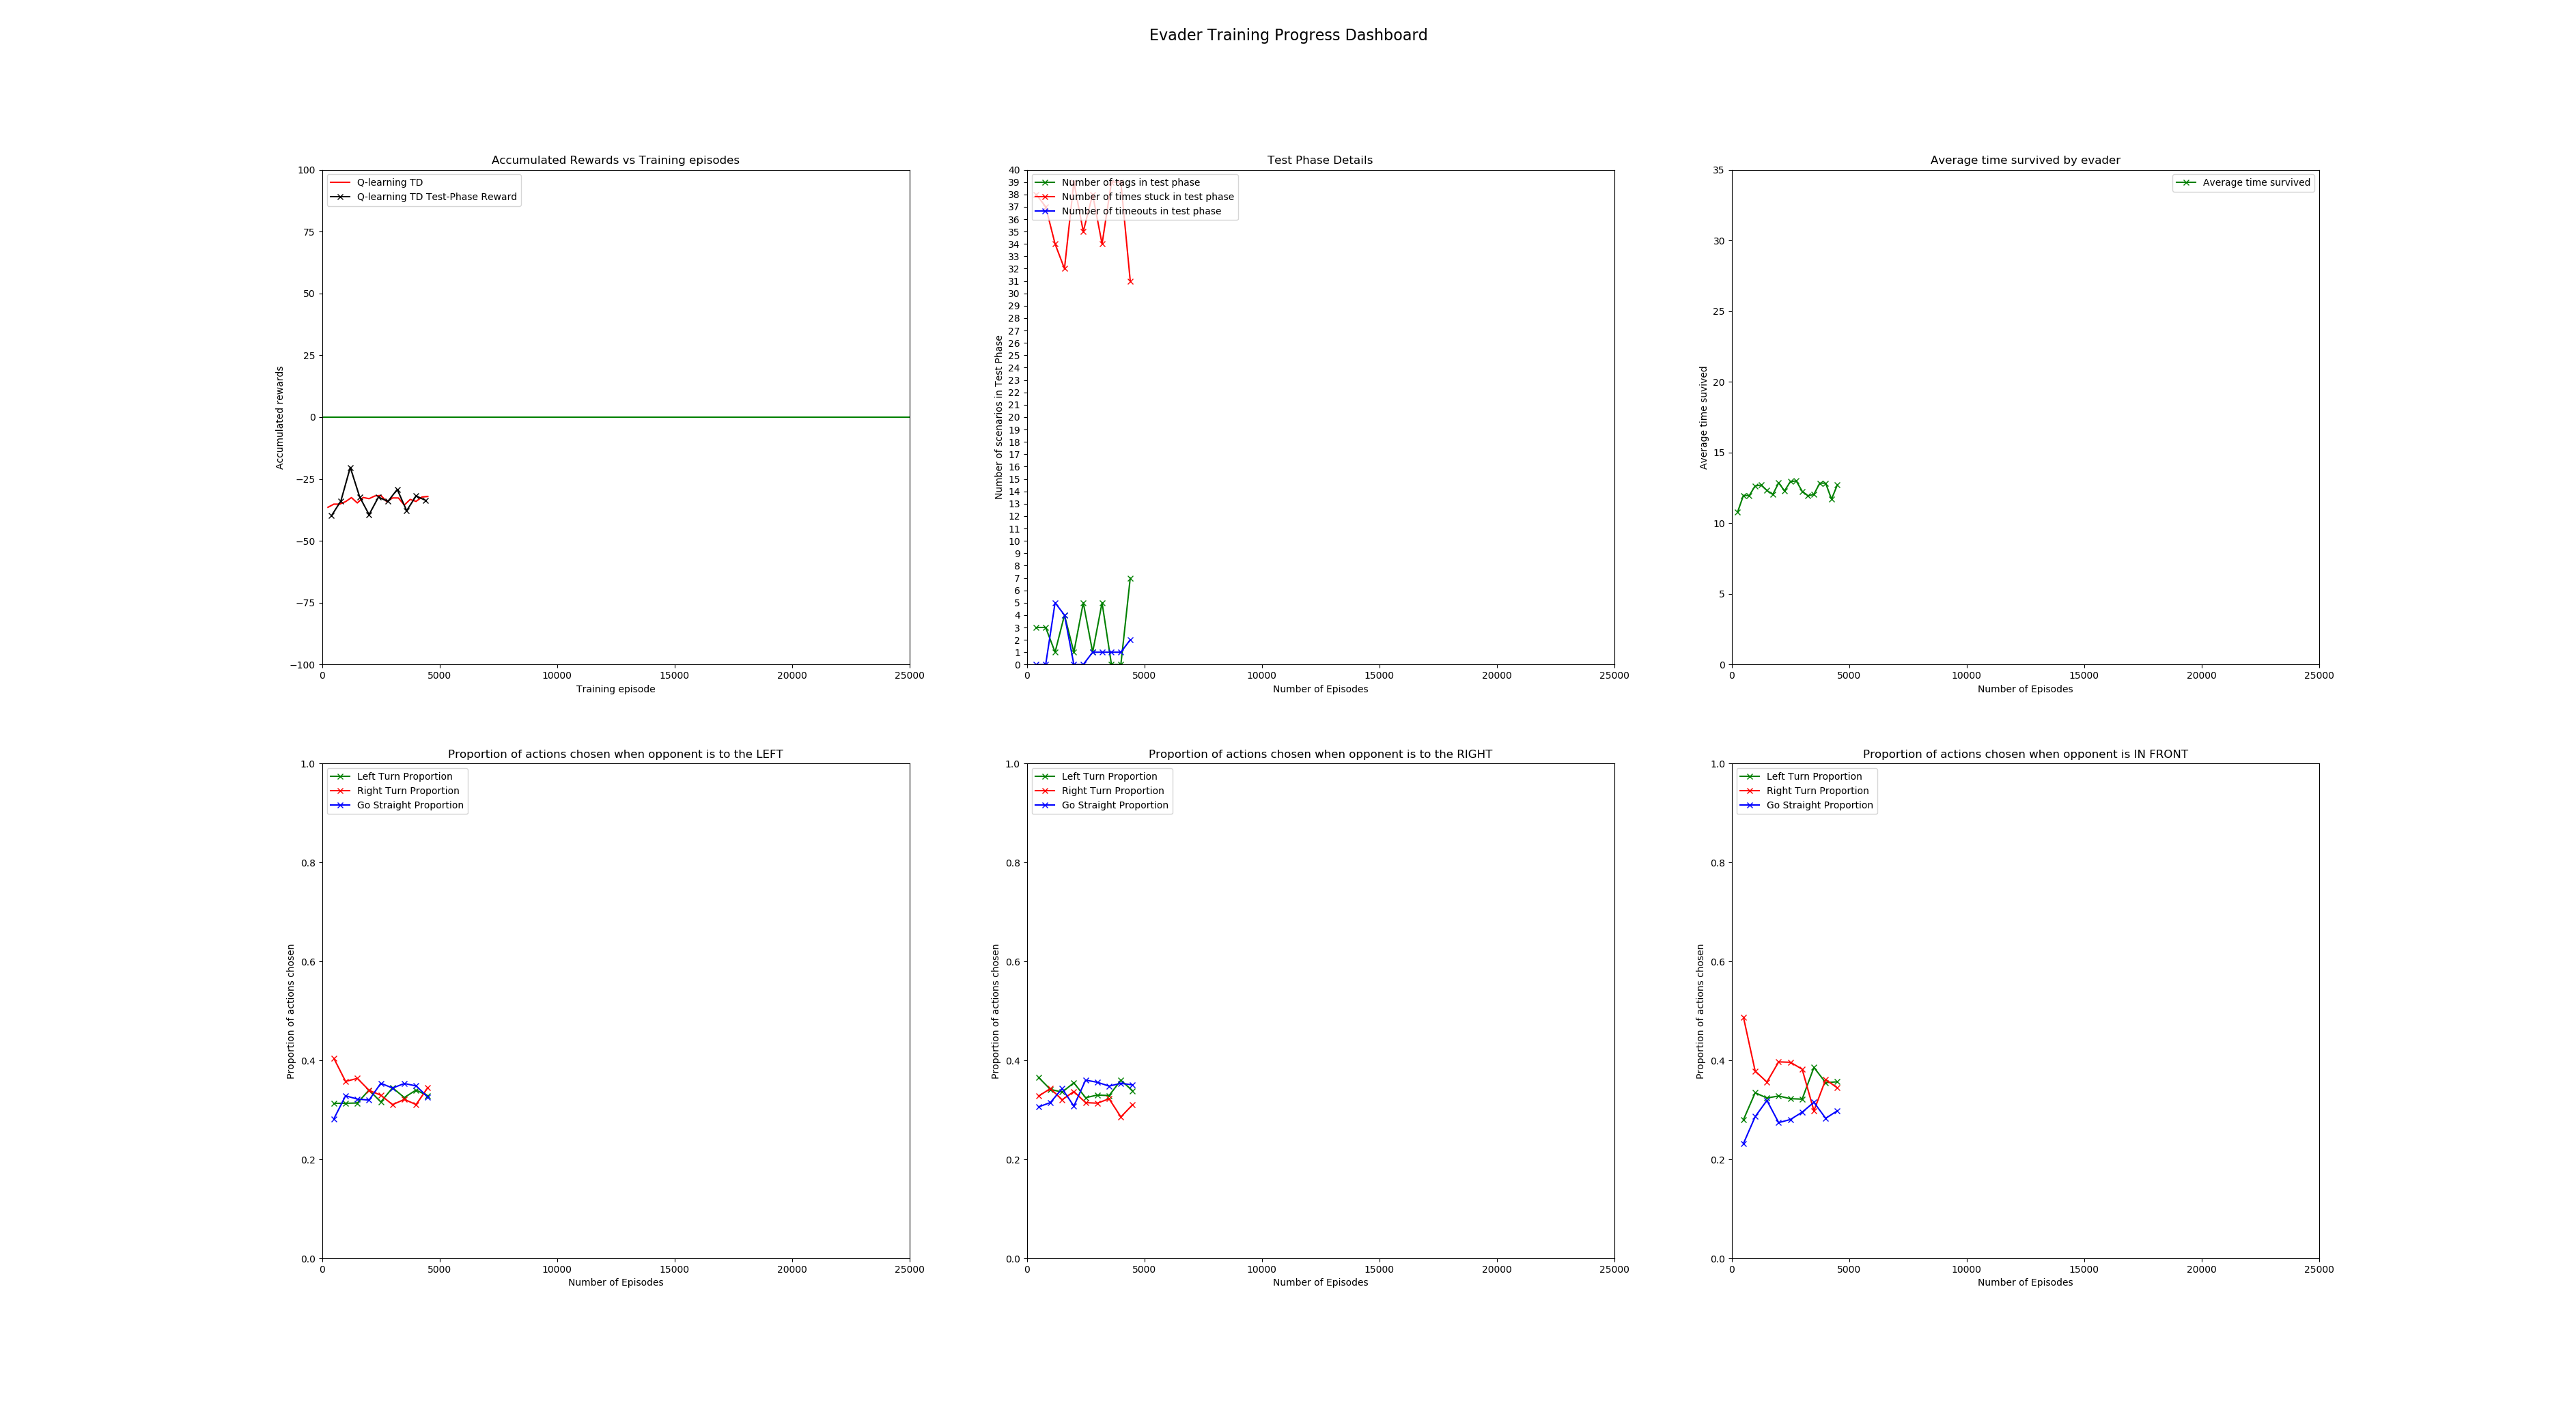 Evader Training Progress Dashboard
Accumulated Rewards vs Training episodes
Q-learning TD
Q-learning TD Test-Phase Reward
100
75
50
25
0
−25
−50
−75
−100
Accumulated rewards
0 5000 10000 15000 20000 25000
Training episode
Test Phase Details
Number of tags in test phase
Number of times stuck in test phase
Number of timeouts in test phase
40
39
38
37
36
35
34
33
32
31
30
29
28
27
26
25
24
23
22
21
20
19
18
17
16
15
14
13
12
11
10
9
8
7
6
5
4
3
2
1
0
Number of scenarios in Test Phase
0 5000 10000 15000 20000 25000
Number of Episodes
Average time survived by evader
Average time survived
35
30
25
20
15
10
5
0
Average time survived
0 5000 10000 15000 20000 25000
Number of Episodes
Proportion of actions chosen when opponent is to the LEFT
Left Turn Proportion
Right Turn Proportion
Go Straight Proportion
1.0
0.8
0.6
0.4
0.2
0.0
Proportion of actions chosen
0 5000 10000 15000 20000 25000
Number of Episodes
Proportion of actions chosen when opponent is to the RIGHT
Left Turn Proportion
Right Turn Proportion
Go Straight Proportion
1.0
0.8
0.6
0.4
0.2
0.0
Proportion of actions chosen
0 5000 10000 15000 20000 25000
Number of Episodes
Proportion of actions chosen when opponent is IN FRONT
Left Turn Proportion
Right Turn Proportion
Go Straight Proportion
1.0
0.8
0.6
0.4
0.2
0.0
Proportion of actions chosen
0 5000 10000 15000 20000 25000
Number of Episodes